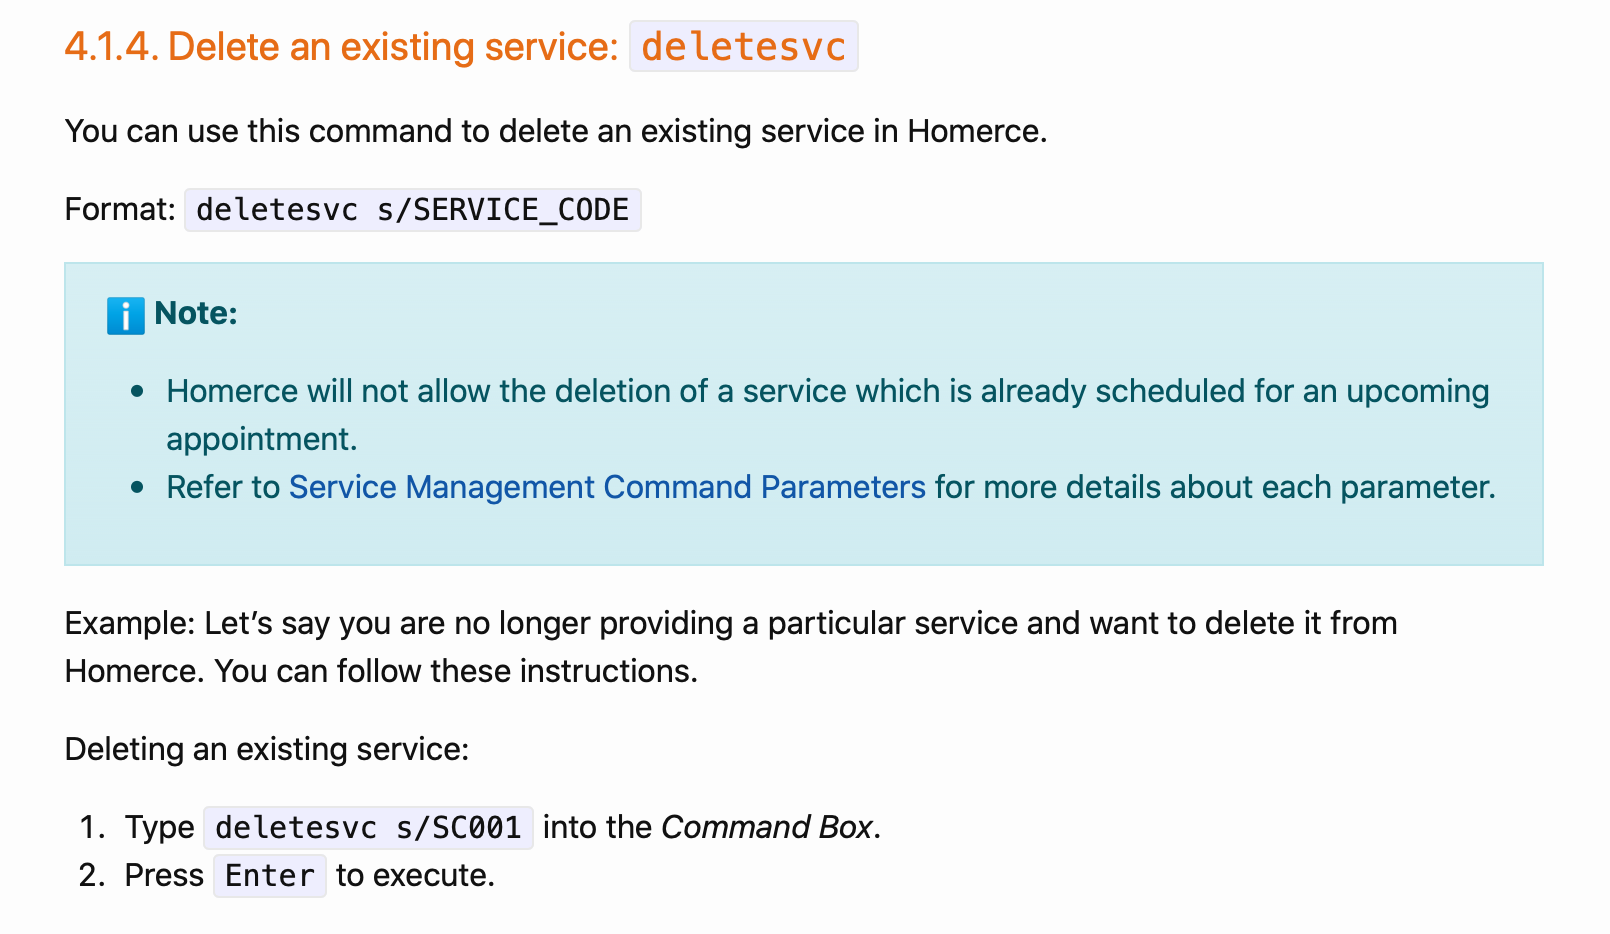 4.1.4. Delete an existing service: deletesvc
You can use this command to delete an existing service in Homerce.
Format: deletesvc s/SERVICE_CODE
ℹ️ Note:
• Homerce will not allow the deletion of a service which is already scheduled for an upcoming
appointment.
• Refer to Service Management Command Parameters for more details about each parameter.
Example: Let’s say you are no longer providing a particular service and want to delete it from
Homerce. You can follow these instructions.
Deleting an existing service:
1. Type deletesvc s/SC001 into the Command Box.
2. Press Enter to execute.